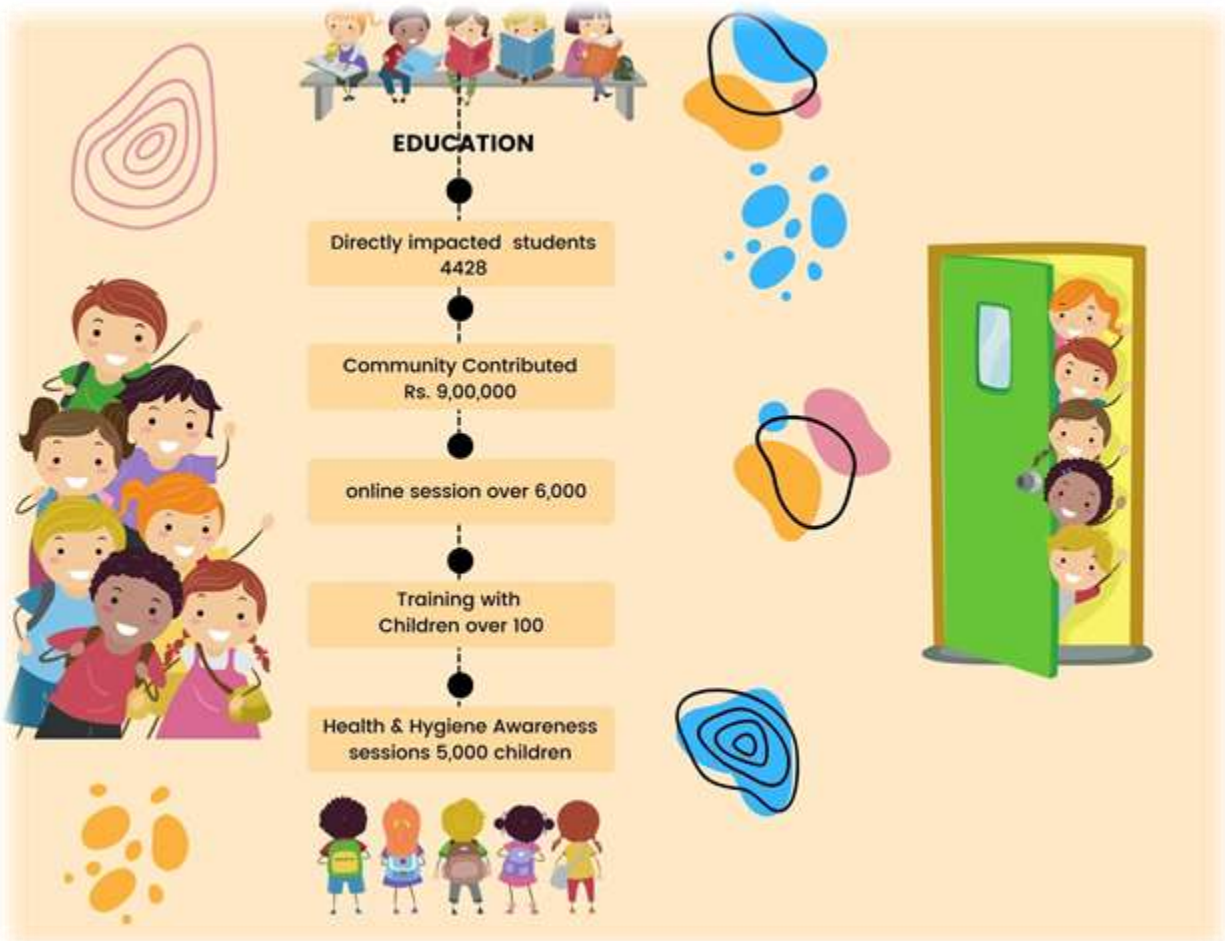 EDUCATION
Directly impacted students
4428
Community Contributed
Rs. 9,00,000
online session over 6,000
Training with
Children over 100
Health & Hygiene Awareness
sessions 5,000 children